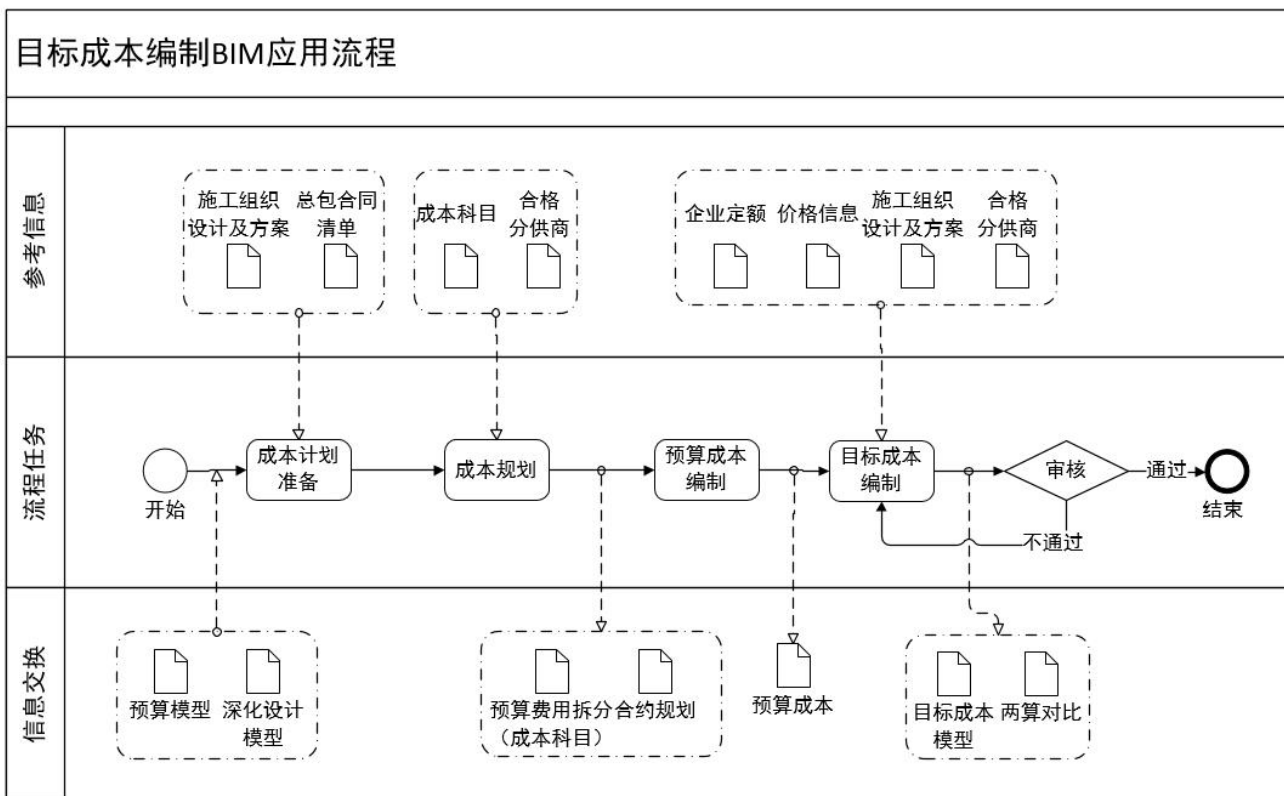 目标成本编制BIM应用流程
参考信息
施工组织
设计及方案
总包合同
清单
成本科目
合格
分供商
企业定额
价格信息
施工组织
设计及方案
合格
分供商
流程任务
开始
成本计划
准备
成本规划
预算成本
编制
目标成本
编制
审核
通过
不通过
结束
信息交换
预算模型
深化设计
模型
预算费用拆分
（成本科目）
合约规划
预算成本
目标成本
模型
两算对比